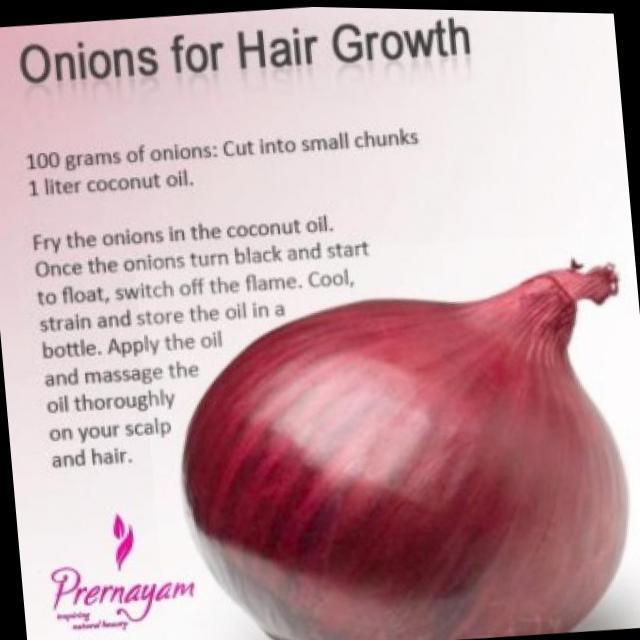 Onions for Hair Growth
100 grams of onions: Cut into small chunks
1 liter coconut oil.
Fry the onions in the coconut oil.
Once the onions turn black and start
to float, switch off the flame. Cool,
strain and store the oil in a
bottle. Apply the oil
and massage the
oil thoroughly
on your scalp
and hair.
Prernayam
inspiring
natural beauty